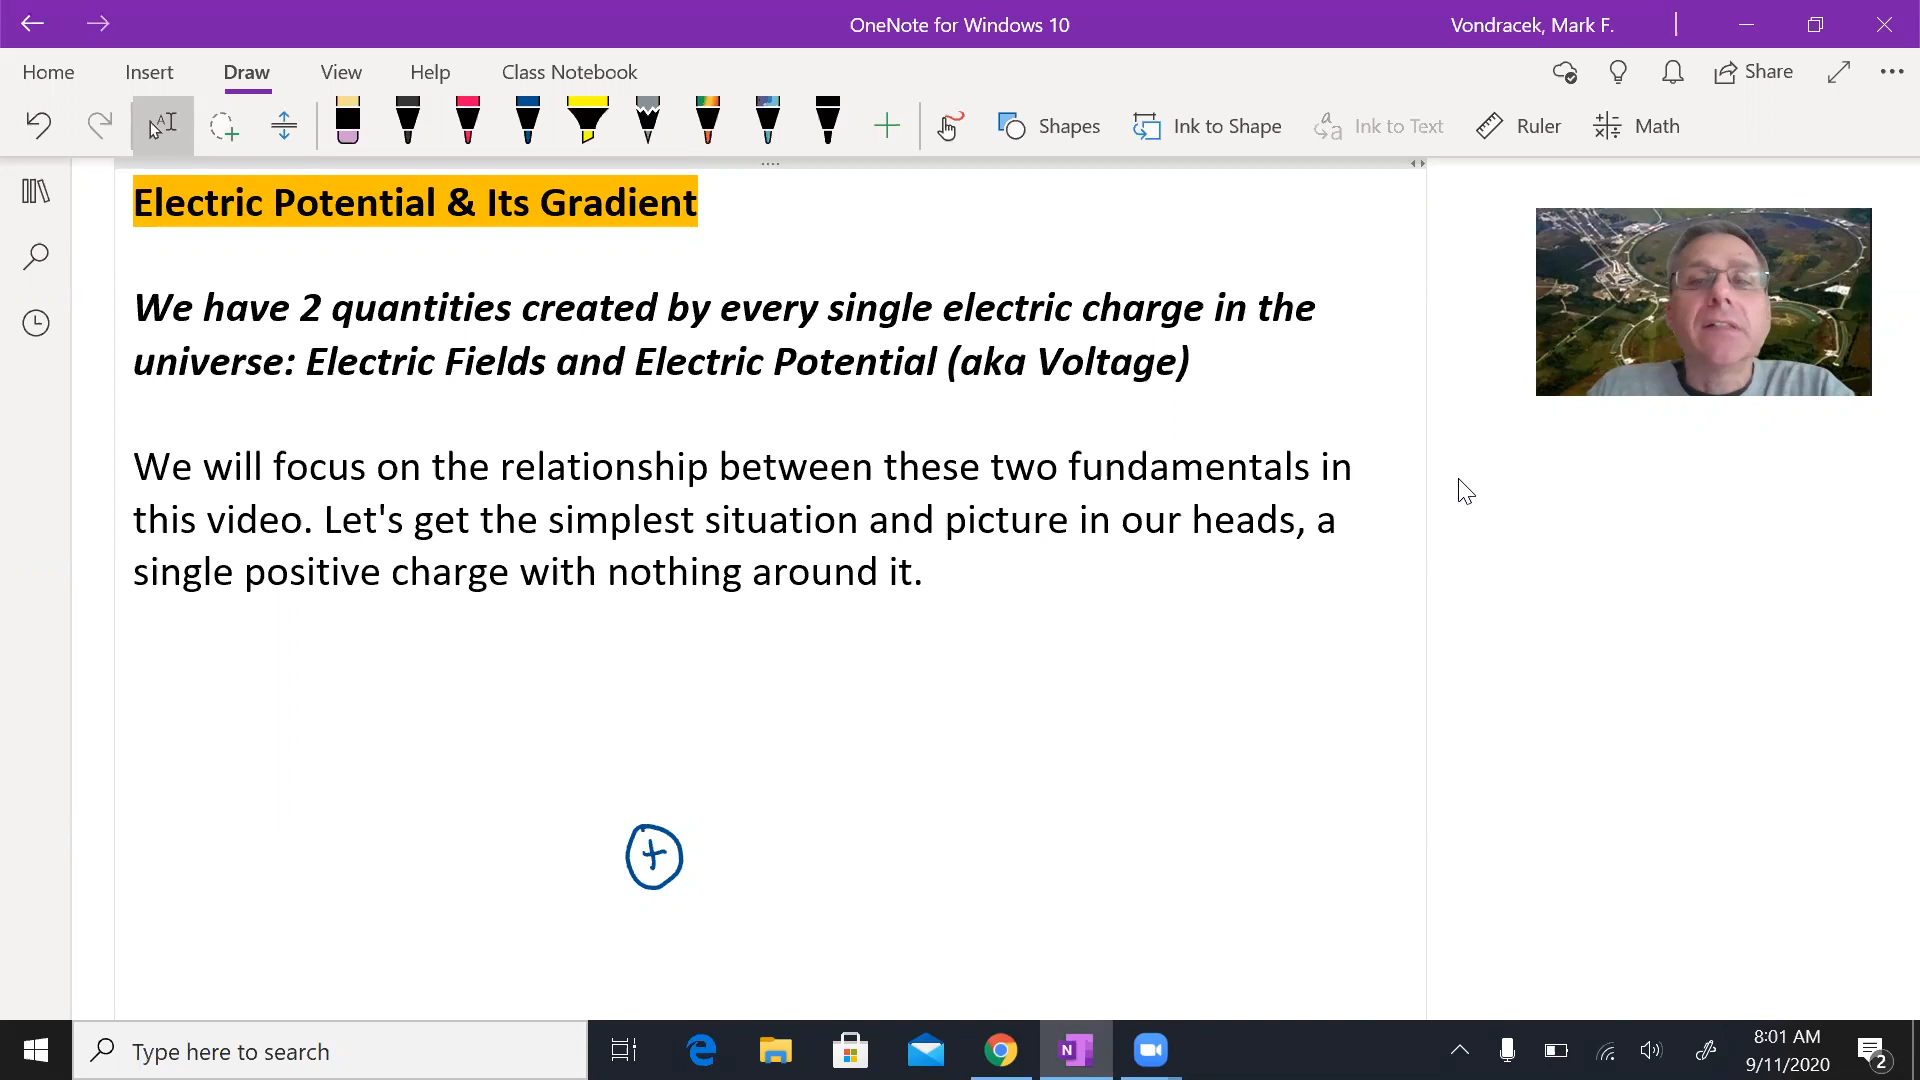 OneNote for Windows 10
Vondracek, Mark F.
Home Insert Draw View Help Class Notebook Share
Shapes Ink to Shape Ink to Text Ruler Math
Electric Potential & Its Gradient
We have 2 quantities created by every single electric charge in the
universe: Electric Fields and Electric Potential (aka Voltage)
We will focus on the relationship between these two fundamentals in
this video. Let's get the simplest situation and picture in our heads, a
single positive charge with nothing around it.
+
Type here to search
8:01 AM
9/11/2020
2